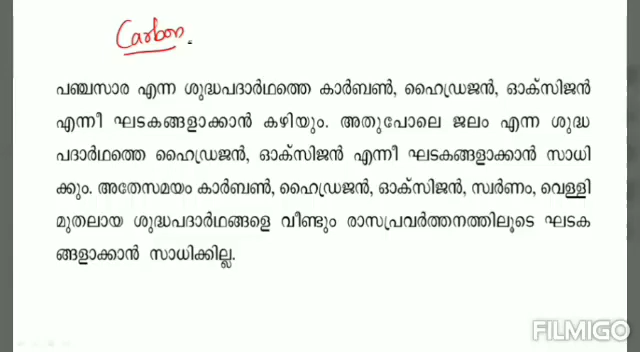 Carbon.
പഞ്ചസാര എന്ന ശുദ്ധപദാർഥത്തെ കാർബൺ, ഹൈഡ്രജൻ, ഓക്സിജൻ
എന്നീ ഘടകങ്ങളാക്കാൻ കഴിയും. അതുപോലെ ജലം എന്ന ശുദ്ധ
പദാർഥത്തെ ഹൈഡ്രജൻ, ഓക്സിജൻ എന്നീ ഘടകങ്ങളാക്കാൻ സാധി
ക്കും. അതേസമയം കാർബൺ, ഹൈഡ്രജൻ, ഓക്സിജൻ, സ്വർണം, വെള്ളി
മുതലായ ശുദ്ധപദാർഥങ്ങളെ വീണ്ടും രാസപ്രവർത്തനത്തിലൂടെ ഘടക
ങ്ങളാക്കാൻ സാധിക്കില്ല.
FILMIGO